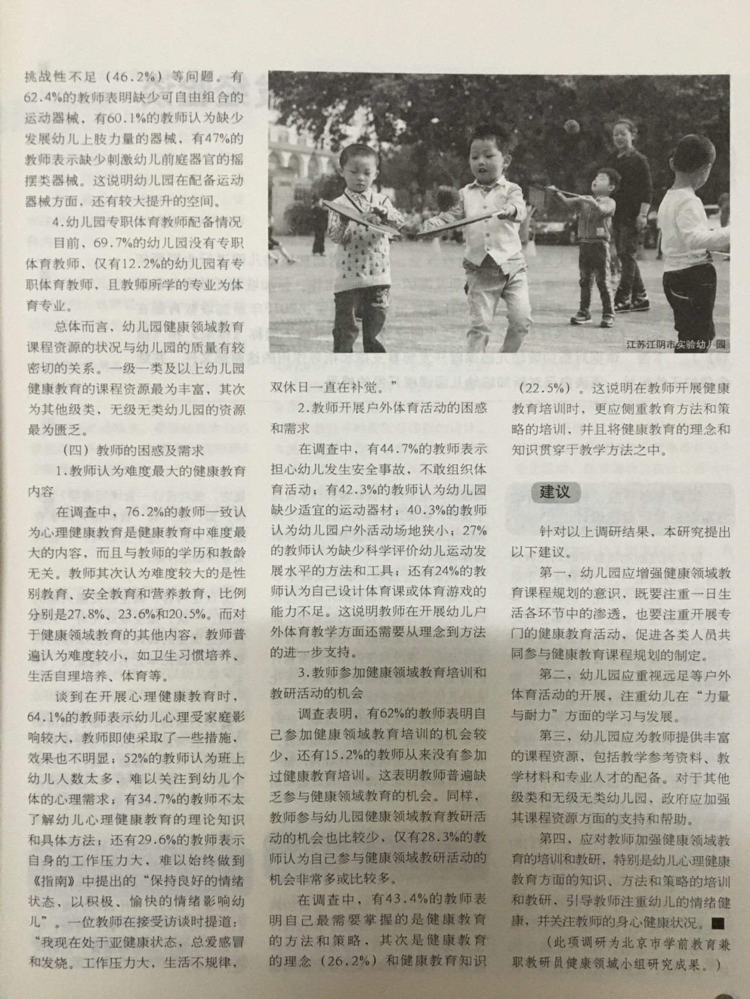 挑战性不足（46.2%）等问题。有
62.4%的教师表明缺少可自由组合的
运动器械，有60.1%的教师认为缺少
发展幼儿上肢力量的器械，有47%的
教师表示缺少刺激幼儿前庭器官的摇
摆类器械。这说明幼儿园在配备运动
器械方面，还有较大提升的空间。
4.幼儿园专职体育教师配备情况
目前，69.7%的幼儿园没有专职
体育教师，仅有12.2%的幼儿园有专
职体育教师，且教师所学的专业为体
育专业。
总体而言，幼儿园健康领域教育
课程资源的状况与幼儿园的质量有较
密切的关系。一级一类及以上幼儿园
健康教育的课程资源最为丰富，其次
为其他级类，无级无类幼儿园的资源
最为匮乏。
（四）教师的困惑及需求
1.教师认为难度最大的健康教育
内容
在调查中，76.2%的教师一致认
为心理健康教育是健康教育中难度最
大的内容，而且与教师的学历和教龄
无关。教师其次认为难度较大的是性
别教育、安全教育和营养教育，比例
分别是27.8%、23.6%和20.5%。而对
于健康领域教育的其他内容，教师普
遍认为难度较小，如卫生习惯培养、
生活自理培养、体育等。
谈到在开展心理健康教育时，
64.1%的教师表示幼儿心理受家庭影
响较大，教师即使采取了一些措施，
效果也不明显；52%的教师认为班上
幼儿人数太多，难以关注到幼儿个
体的心理需求；有34.7%的教师不太
了解幼儿心理健康教育的理论知识
和具体方法；还有29.6%的教师表示
自身的工作压力大，难以始终做到
《指南》中提出的“保持良好的情绪
状态，以积极、愉快的情绪影响幼
儿”。一位教师在接受访谈时提道：
“我现在处于亚健康状态，总爱感冒
和发烧。工作压力大，生活不规律，
江苏江阴市实验幼儿园
双休日一直在补觉。”
2.教师开展户外体育活动的困惑
和需求
在调查中，有44.7%的教师表示
担心幼儿发生安全事故，不敢组织体
育活动；有42.3%的教师认为幼儿园
缺少适宜的运动器材；40.3%的教师
认为幼儿园户外活动场地狭小；27%
的教师认为缺少科学评价幼儿运动发
展水平的方法和工具；还有24%的教
师认为自己设计体育课或体育游戏的
能力不足。这说明教师在开展幼儿户
外体育教学方面还需要从理念到方法
的进一步支持。
3.教师参加健康领域教育培训和
教研活动的机会
调查表明，有62%的教师表明自
己参加健康领域教育培训的机会较
少，还有15.2%的教师从来没有参加
过健康教育培训。这表明教师普遍缺
乏参与健康领域教育的机会。同样，
教师参与幼儿园健康领域教育教研活
动的机会也比较少，仅有28.3%的教
师认为自己参与健康领域教研活动的
机会非常多或比较多。
在调查中，有43.4%的教师表
明自己最需要掌握的是健康教育
的方法和策略，其次是健康教育
的理念（26.2%）和健康教育知识
（22.5%）。这说明在教师开展健康
教育培训时，更应侧重教育方法和策
略的培训，并且将健康教育的理念和
知识贯穿于教学方法之中。
建议
针对以上调研结果，本研究提出
以下建议。
第一，幼儿园应增强健康领域教
育课程规划的意识，既要注重一日生
活各环节中的渗透，也要注重开展专
门的健康教育活动，促进各类人员共
同参与健康教育课程规划的制定。
第二，幼儿园应重视远足等户外
体育活动的开展，注重幼儿在“力量
与耐力”方面的学习与发展。
第三，幼儿园应为教师提供丰富
的课程资源，包括教学参考资料、教
学材料和专业人才的配备。对于其他
级类和无级无类幼儿园，政府应加强
其课程资源方面的支持和帮助。
第四，应对教师加强健康领域教
育的培训和教研，特别是幼儿心理健康
教育方面的知识、方法和策略的培训
和教研，引导教师注重幼儿的情绪健
康，并关注教师的身心健康状况。■
（此项调研为北京市学前教育兼
职教研员健康领域小组研究成果。）